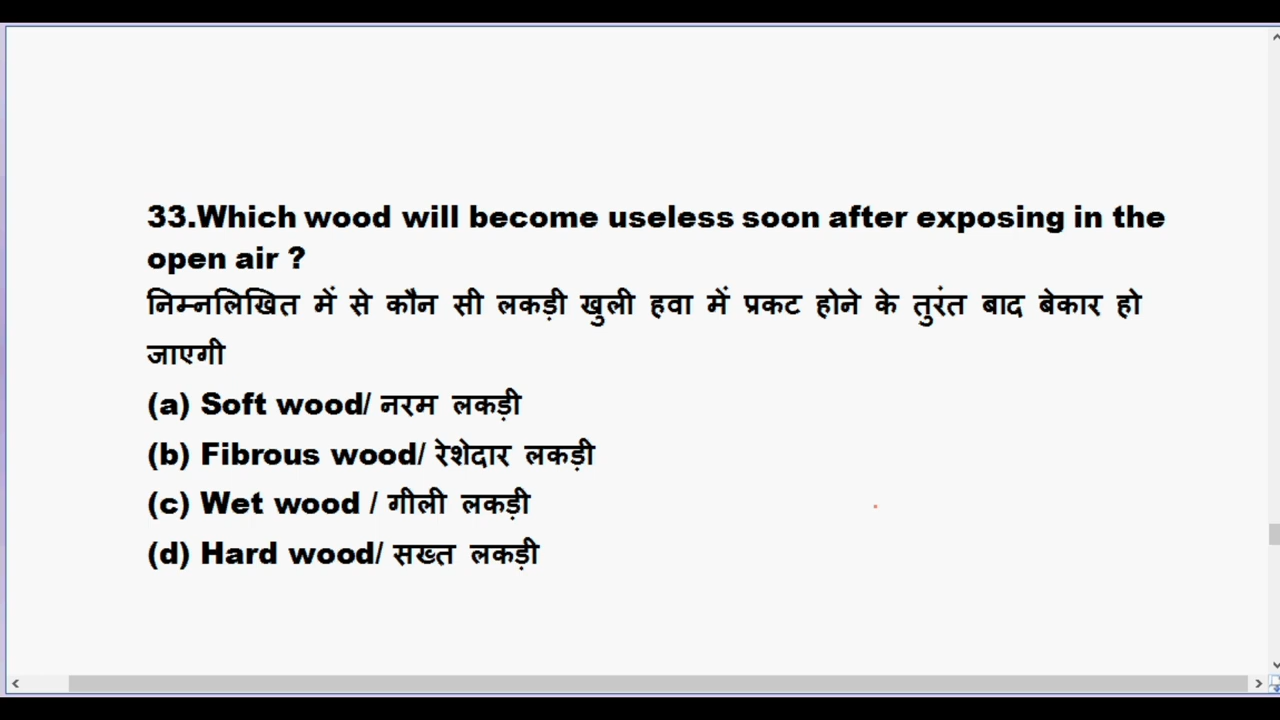 33.Which wood will become useless soon after exposing in the
open air ?
निम्नलिखित में से कौन सी लकड़ी खुली हवा में प्रकट होने के तुरंत बाद बेकार हो
जाएगी
(a) Soft wood/ नरम लकड़ी
(b) Fibrous wood/ रेशेदार लकड़ी
(c) Wet wood / गीली लकड़ी
(d) Hard wood/ सख्त लकड़ी